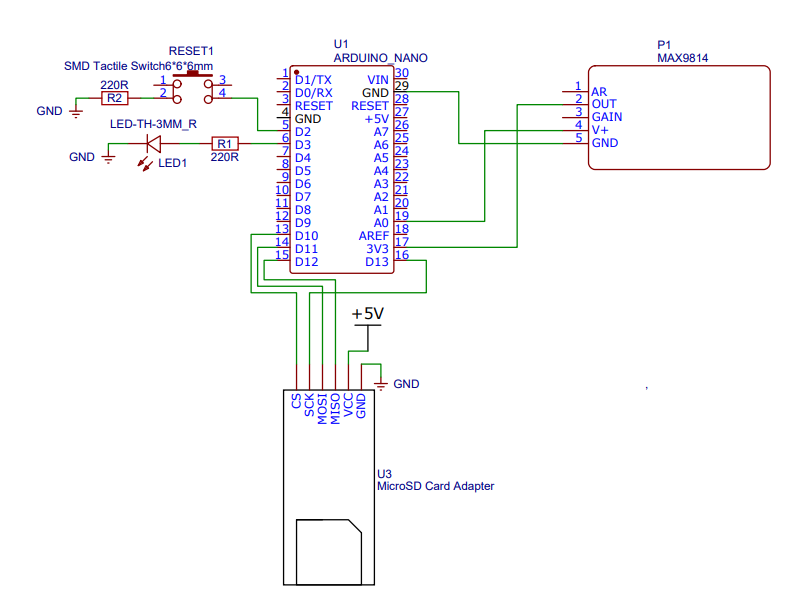 RESET1
SMD Tactile Switch6*6*6mm
1
2
3
4
220R
R2
GND
LED-TH-3MM_R
GND
LED1
R1
220R
U1
ARDUINO_NANO
1 D1/TX
2 D0/RX
3 RESET
4 GND
5 D2
6 D3
7 D4
8 D5
9 D6
10 D7
11 D8
12 D9
13 D10
14 D11
15 D12
VIN 30
GND 29
RESET 28
+5V 27
A7 26
A6 25
A5 24
A4 23
A3 22
A2 21
A1 20
A0 19
AREF 18
3V3 17
D13 16
P1
MAX9814
1 AR
2 OUT
3 GAIN
4 V+
5 GND
+5V
GND
CS
SCK
MOSI
MISO
VCC
GND
U3
MicroSD Card Adapter
,